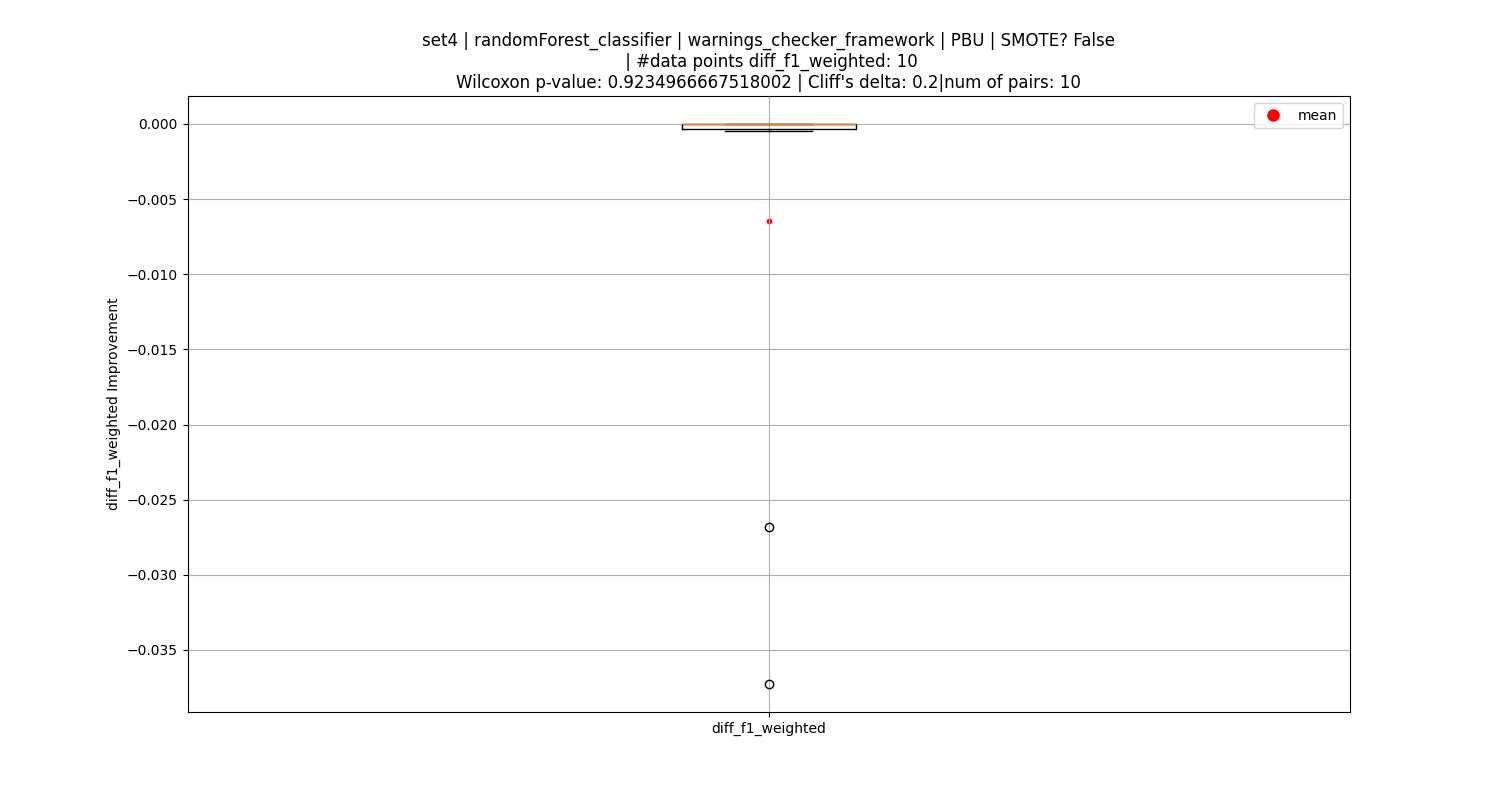 set4 | randomForest_classifier | warnings_checker_framework | PBU | SMOTE? False
| #data points diff_f1_weighted: 10
Wilcoxon p-value: 0.9234966667518002 | Cliff's delta: 0.2|num of pairs: 10
mean
0.000
−0.005
−0.010
−0.015
−0.020
−0.025
−0.030
−0.035
diff_f1_weighted Improvement
diff_f1_weighted